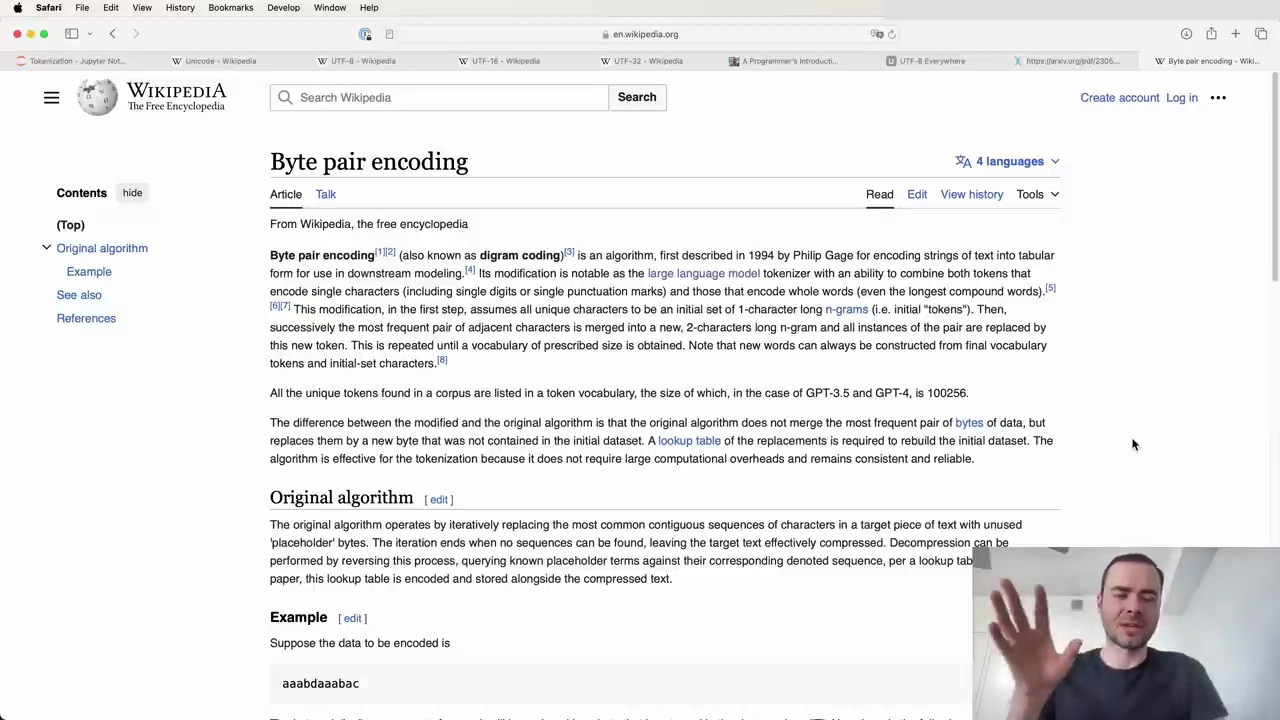 Safari File Edit View History Bookmarks Develop Window Help
en.wikipedia.org
Tokenization - Jupyter Not... Unicode - Wikipedia UTF-8 - Wikipedia UTF-16 - Wikipedia UTF-32 - Wikipedia A Programmer's Introducti... UTF-8 Everywhere https://arxiv.org/pdf/2305.... Byte pair encoding - Wiki...
WIKIPEDIA
The Free Encyclopedia
Search Wikipedia Search
Create account Log in
Byte pair encoding
4 languages
Contents hide
(Top)
Original algorithm
Example
See also
References
Article Talk Read Edit View history Tools
From Wikipedia, the free encyclopedia
Byte pair encoding[1][2] (also known as digram coding)[3] is an algorithm, first described in 1994 by Philip Gage for encoding strings of text into tabular
form for use in downstream modeling.[4] Its modification is notable as the large language model tokenizer with an ability to combine both tokens that
encode single characters (including single digits or single punctuation marks) and those that encode whole words (even the longest compound words).[5]
[6][7] This modification, in the first step, assumes all unique characters to be an initial set of 1-character long n-grams (i.e. initial "tokens"). Then,
successively the most frequent pair of adjacent characters is merged into a new, 2-characters long n-gram and all instances of the pair are replaced by
this new token. This is repeated until a vocabulary of prescribed size is obtained. Note that new words can always be constructed from final vocabulary
tokens and initial-set characters.[8]
All the unique tokens found in a corpus are listed in a token vocabulary, the size of which, in the case of GPT-3.5 and GPT-4, is 100256.
The difference between the modified and the original algorithm is that the original algorithm does not merge the most frequent pair of bytes of data, but
replaces them by a new byte that was not contained in the initial dataset. A lookup table of the replacements is required to rebuild the initial dataset. The
algorithm is effective for the tokenization because it does not require large computational overheads and remains consistent and reliable.
Original algorithm [ edit ]
The original algorithm operates by iteratively replacing the most common contiguous sequences of characters in a target piece of text with unused
'placeholder' bytes. The iteration ends when no sequences can be found, leaving the target text effectively compressed. Decompression can be
performed by reversing this process, querying known placeholder terms against their corresponding denoted sequence, per a lookup
paper, this lookup table is encoded and stored alongside the compressed text.
Example [ edit ]
Suppose the data to be encoded is
aaabdaaabac